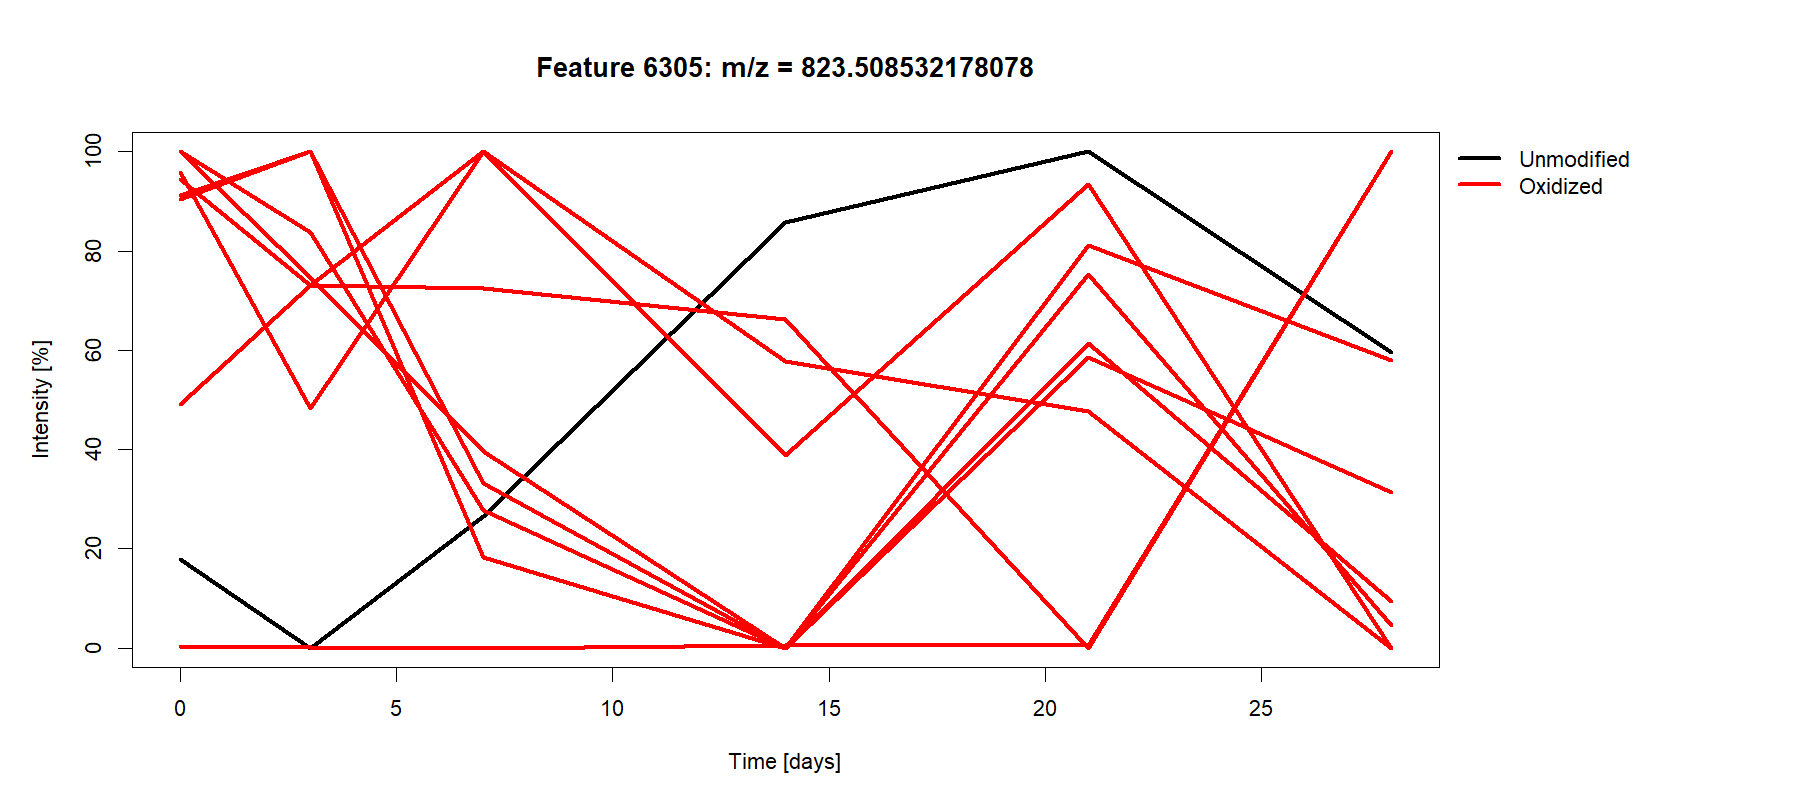 Feature 6305: m/z = 823.508532178078
Unmodified
Oxidized
100
80
60
40
20
0
Intensity [%]
0 5 10 15 20 25
Time [days]